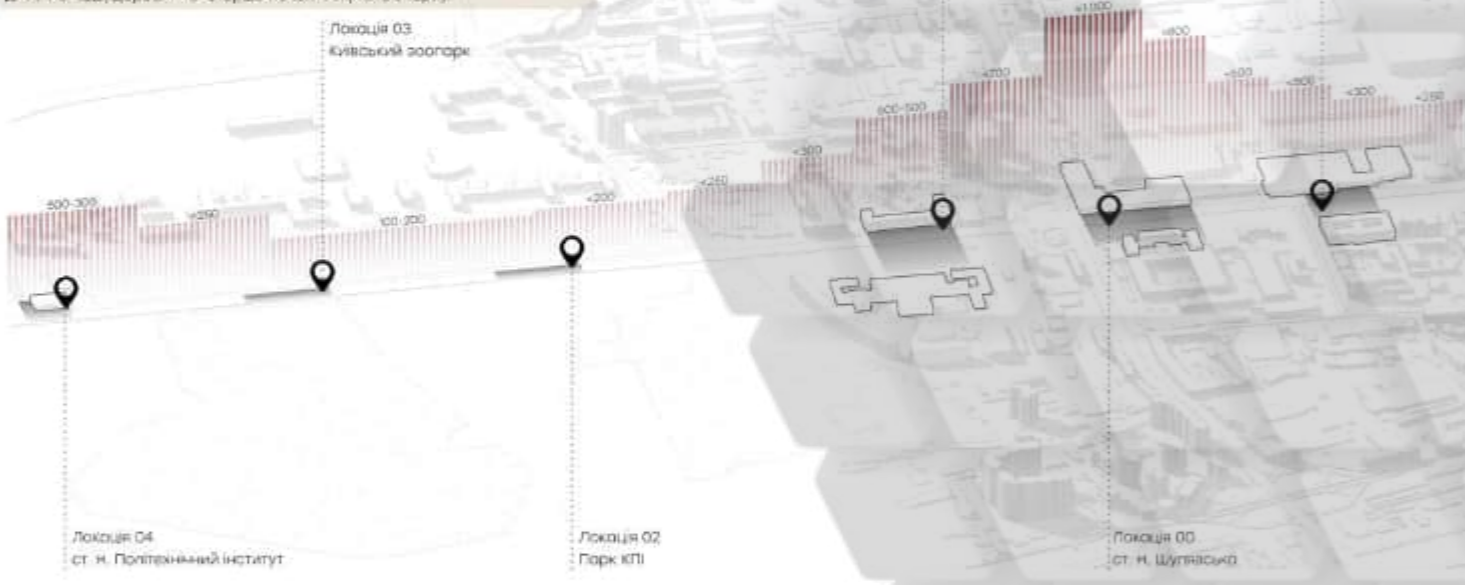 Локація 03
Київський зоопарк
<1000
<800
<700
<500
600-500
<300
<250
<300
<250
<200
100-200
500-300
<250
Локація 04
ст. м. Політехнічний інститут
Локація 02
Парк КПІ
Локація 00
ст. м. Шулявська